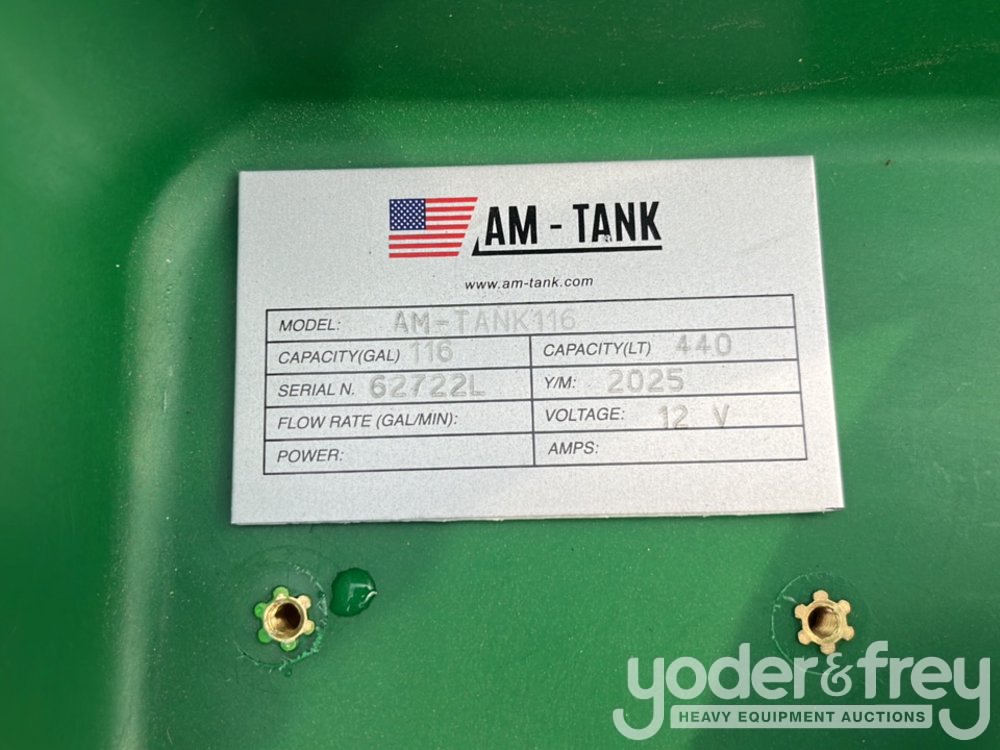 AM - TANK
www.am-tank.com
MODEL: AM-TANK116
CAPACITY(GAL) 116 CAPACITY(LT) 440
SERIAL N. 62722L Y/M: 2025
FLOW RATE (GAL/MIN): VOLTAGE: 12 V
POWER: AMPS:
yoder&frey
HEAVY EQUIPMENT AUCTIONS